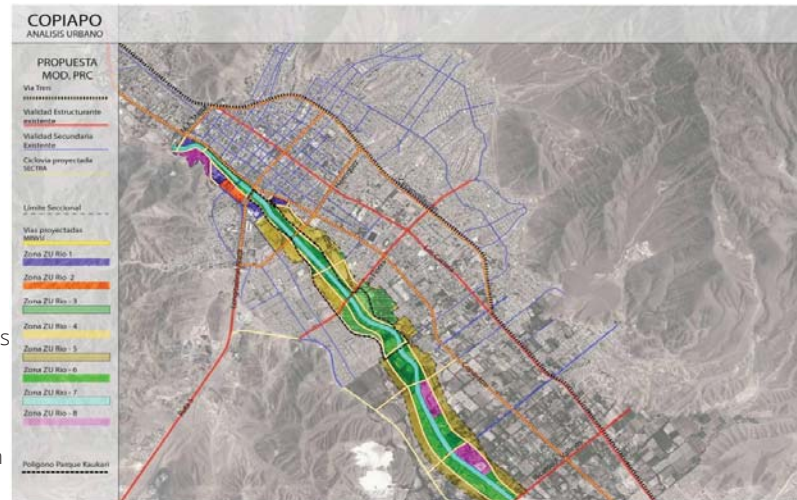 COPIAPO
ANALISIS URBANO
PROPUESTA
MOD. PRC
Via Tren
Vialidad Estructurante
existente
Vialidad Secundaria
Existente
Ciclovia proyectada
SECTRA
Límite Seccional
Vias proyectadas
MINVU
Zona ZU Rio 1
Zona ZU Rio 2
Zona ZU Rio - 3
Zona ZU Rio - 4
Zona ZU Rio - 5
Zona ZU Rio - 6
Zona ZU Rio - 7
Zona ZU Rio - 8
Poligono Parque Kaukari
s
n